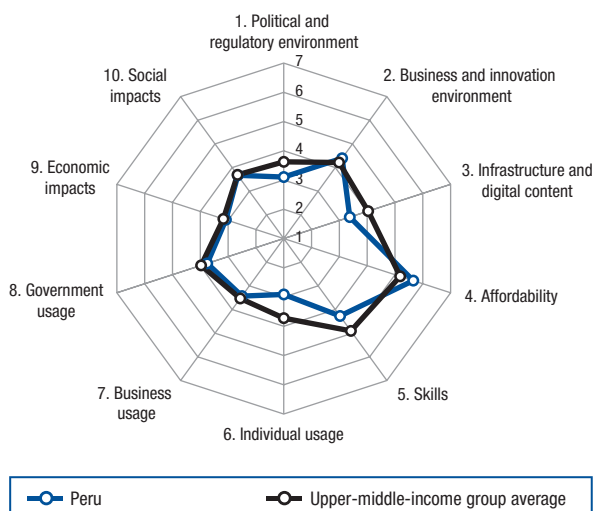 1. Political and
regulatory environment
2. Business and innovation
environment
3. Infrastructure and
digital content
4. Affordability
5. Skills
6. Individual usage
7. Business
usage
8. Government
usage
9. Economic
impacts
10. Social
impacts
7
6
5
4
3
2
1
Peru
Upper-middle-income group average